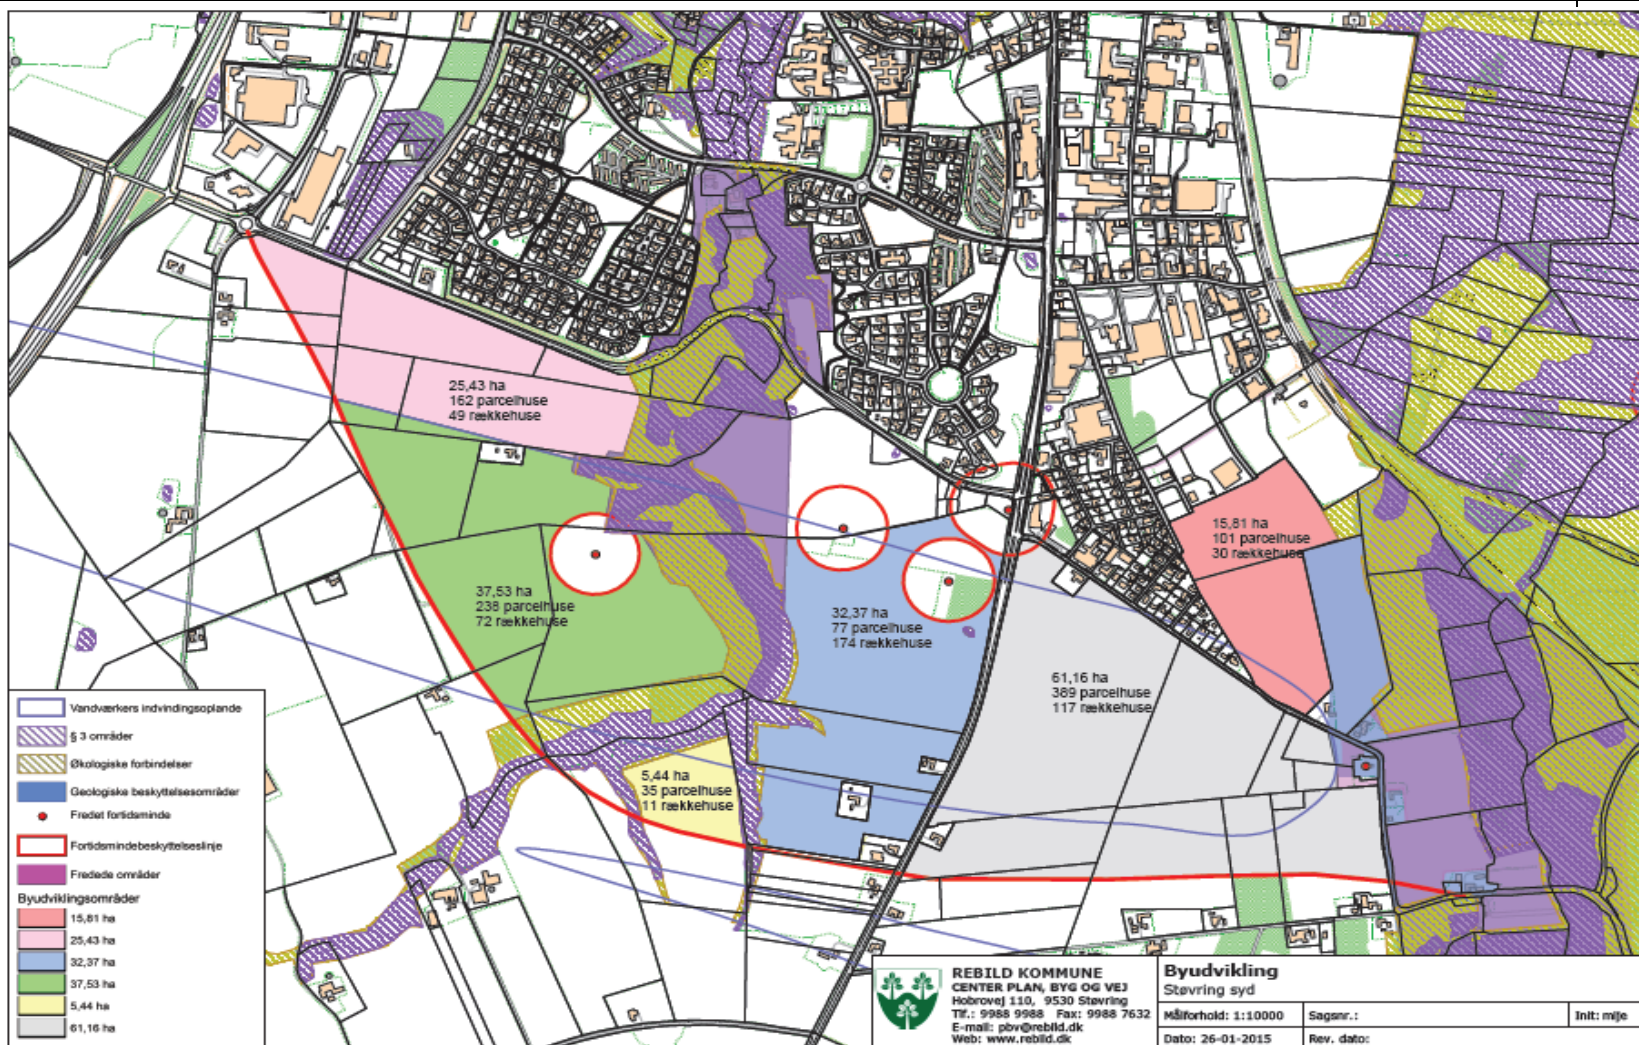 25,43 ha
162 parcelhuse
49 rækkehuse
15,81 ha
101 parcelhuse
30 rækkehuse
37,53 ha
238 parcelhuse
72 rækkehuse
32,37 ha
77 parcelhuse
174 rækkehuse
61,16 ha
389 parcelhuse
117 rækkehuse
5,44 ha
35 parcelhuse
11 rækkehuse
Vandværkers indvindingsoplande
§ 3 områder
Økologiske forbindelser
Geologiske beskyttelsesområder
Fredet fortidsminde
Fortidsmindebeskyttelseslinje
Fredede områder
Byudviklingsområder
15,81 ha
25,43 ha
32,37 ha
37,53 ha
5,44 ha
61,16 ha
REBILD KOMMUNE
CENTER PLAN, BYG OG VEJ
Hobrovej 110, 9530 Støvring
Tlf.: 9988 9988 Fax: 9988 7632
E-mail: pbv@rebild.dk
Web: www.rebild.dk
Byudvikling
Støvring syd
Målforhold: 1:10000
Sagsnr.:
Init: mije
Dato: 26-01-2015
Rev. dato: